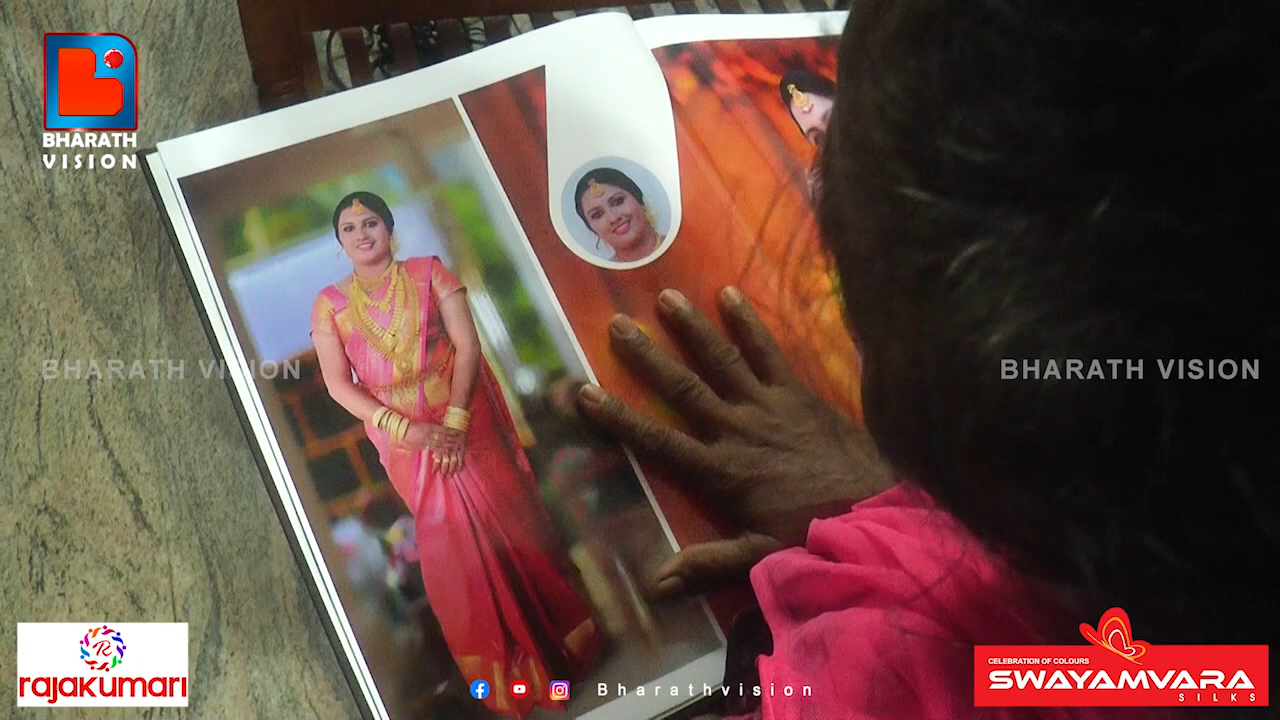 BHARATH
VISION
BHARATH VISION
BHARATH VISION
R
rajakumari
Bharathvision
CELEBRATION OF COLOURS
SWAYAMVARA
SILKS